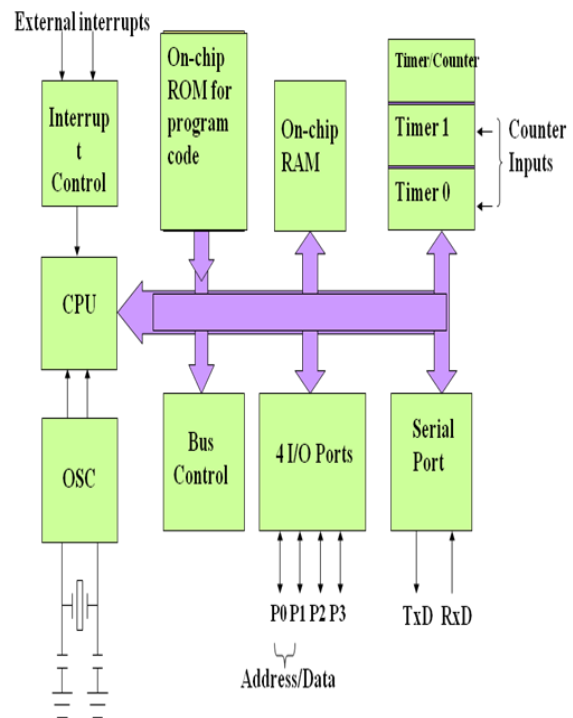 External interrupts
Interrup
t
Control
On-chip
ROM for
program
code
On-chip
RAM
Timer/Counter
Timer 1
Timer 0
Counter
Inputs
CPU
OSC
Bus
Control
4 I/O Ports
Serial
Port
P0 P1 P2 P3
TxD RxD
Address/Data